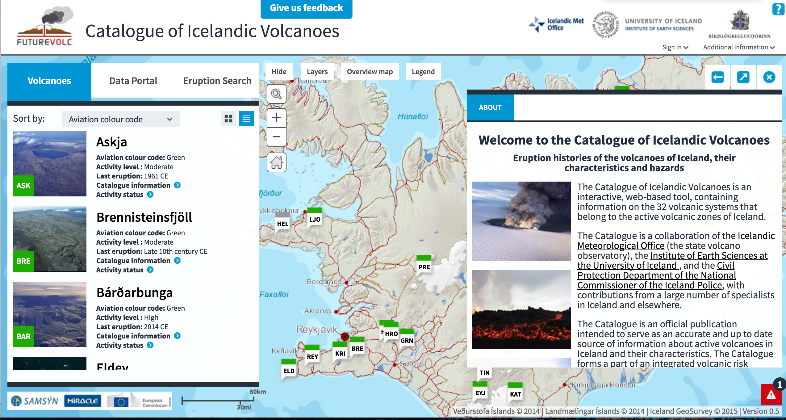 Give us feedback
?
FUTUREVOLC
Catalogue of Icelandic Volcanoes
Icelandic Met
Office
UNIVERSITY OF ICELAND
INSTITUTE OF EARTH SCIENCES
RÍKISLÖGREGLUSTJÓRINN
Sign in
Additional information
Volcanoes
Data Portal
Eruption Search
Sort by:
Aviation colour code
Askja
Aviation colour code: Green
Activity level: Moderate
Last eruption: 1961 CE
Catalogue information
Activity status
ASK
Brennisteinsfjöll
Aviation colour code: Green
Activity level : Moderate
Last eruption: Late 10th century CE
Catalogue information
Activity status
BRE
Bárðarbunga
Aviation colour code: Green
Activity level : High
Last eruption: 2014 CE
Catalogue information
Activity status
BAR
Eldey
Hide
Layers
Overview map
Legend
+
−
Húnaflói
HEL
LJO
PRE
Borgarnes
Faxaflói
Akranes
Reykjavík
Keflavík
HRO
GRN
BRE
KRI
REY
ELD
TIN
EYJ
KAT
ABOUT
Welcome to the Catalogue of Icelandic Volcanoes
Eruption histories of the volcanoes of Iceland, their
characteristics and hazards
The Catalogue of Icelandic Volcanoes is an
interactive, web-based tool, containing
information on the 32 volcanic systems that
belong to the active volcanic zones of Iceland.
The Catalogue is a collaboration of the Icelandic
Meteorological Office (the state volcano
observatory), the Institute of Earth Sciences at
the University of Iceland , and the Civil
Protection Department of the National
Commissioner of the Iceland Police, with
contributions from a large number of specialists
in Iceland and elsewhere.
The Catalogue is an official publication
intended to serve as an accurate and up to date
source of information about active volcanoes in
Iceland and their characteristics. The Catalogue
forms a part of an integrated volcanic risk
1
SAMSÝN
MIRACLE
European
Commission
60km
30mi
Veðurstofa Íslands © 2014 | Landmælingar Íslands © 2014 | Iceland GeoSurvey © 2015 | Version 0.5